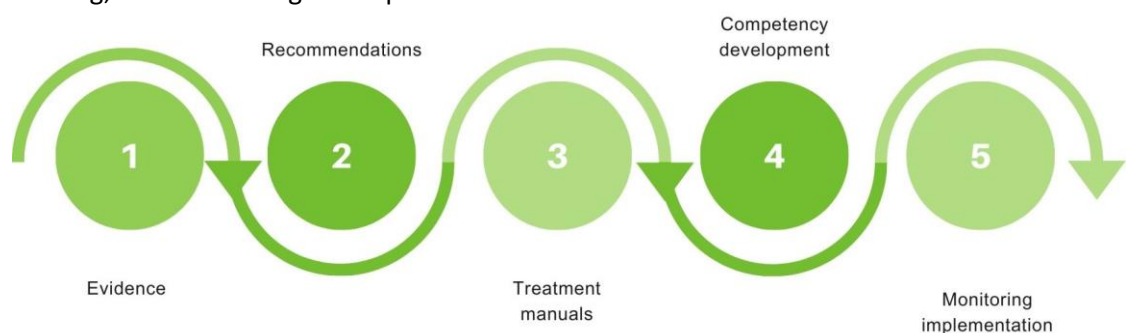 Recommendations
Competency
development
1
2
3
4
5
Evidence
Treatment
manuals
Monitoring
implementation